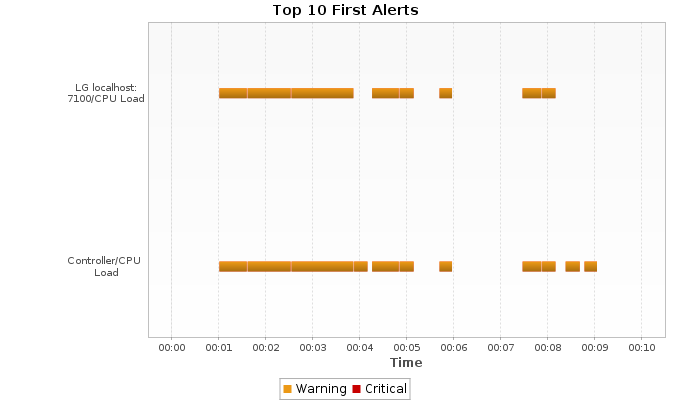 Top 10 First Alerts
LG localhost:
7100/CPU Load
Controller/CPU
Load
00:00 00:01 00:02 00:03 00:04 00:05 00:06 00:07 00:08 00:09 00:10
Time
Warning Critical